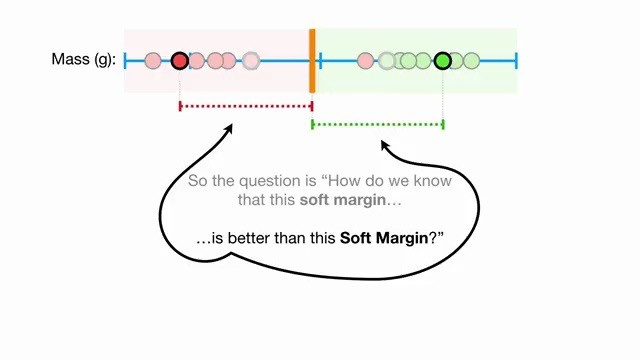 Mass (g):
So the question is “How do we know
that this soft margin…
…is better than this Soft Margin?”